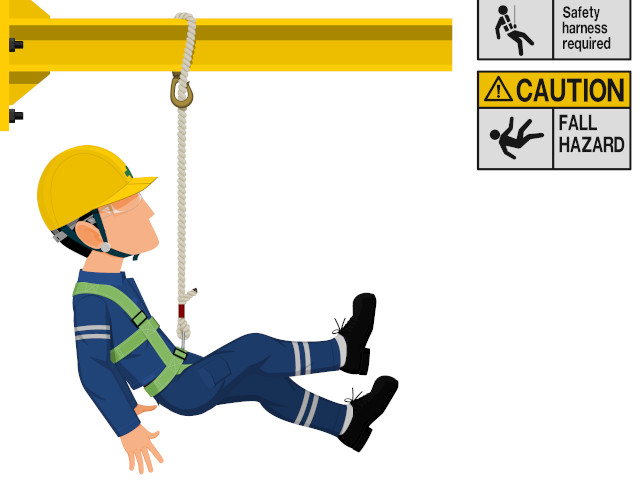 Safety
harness
required
CAUTION
FALL
HAZARD